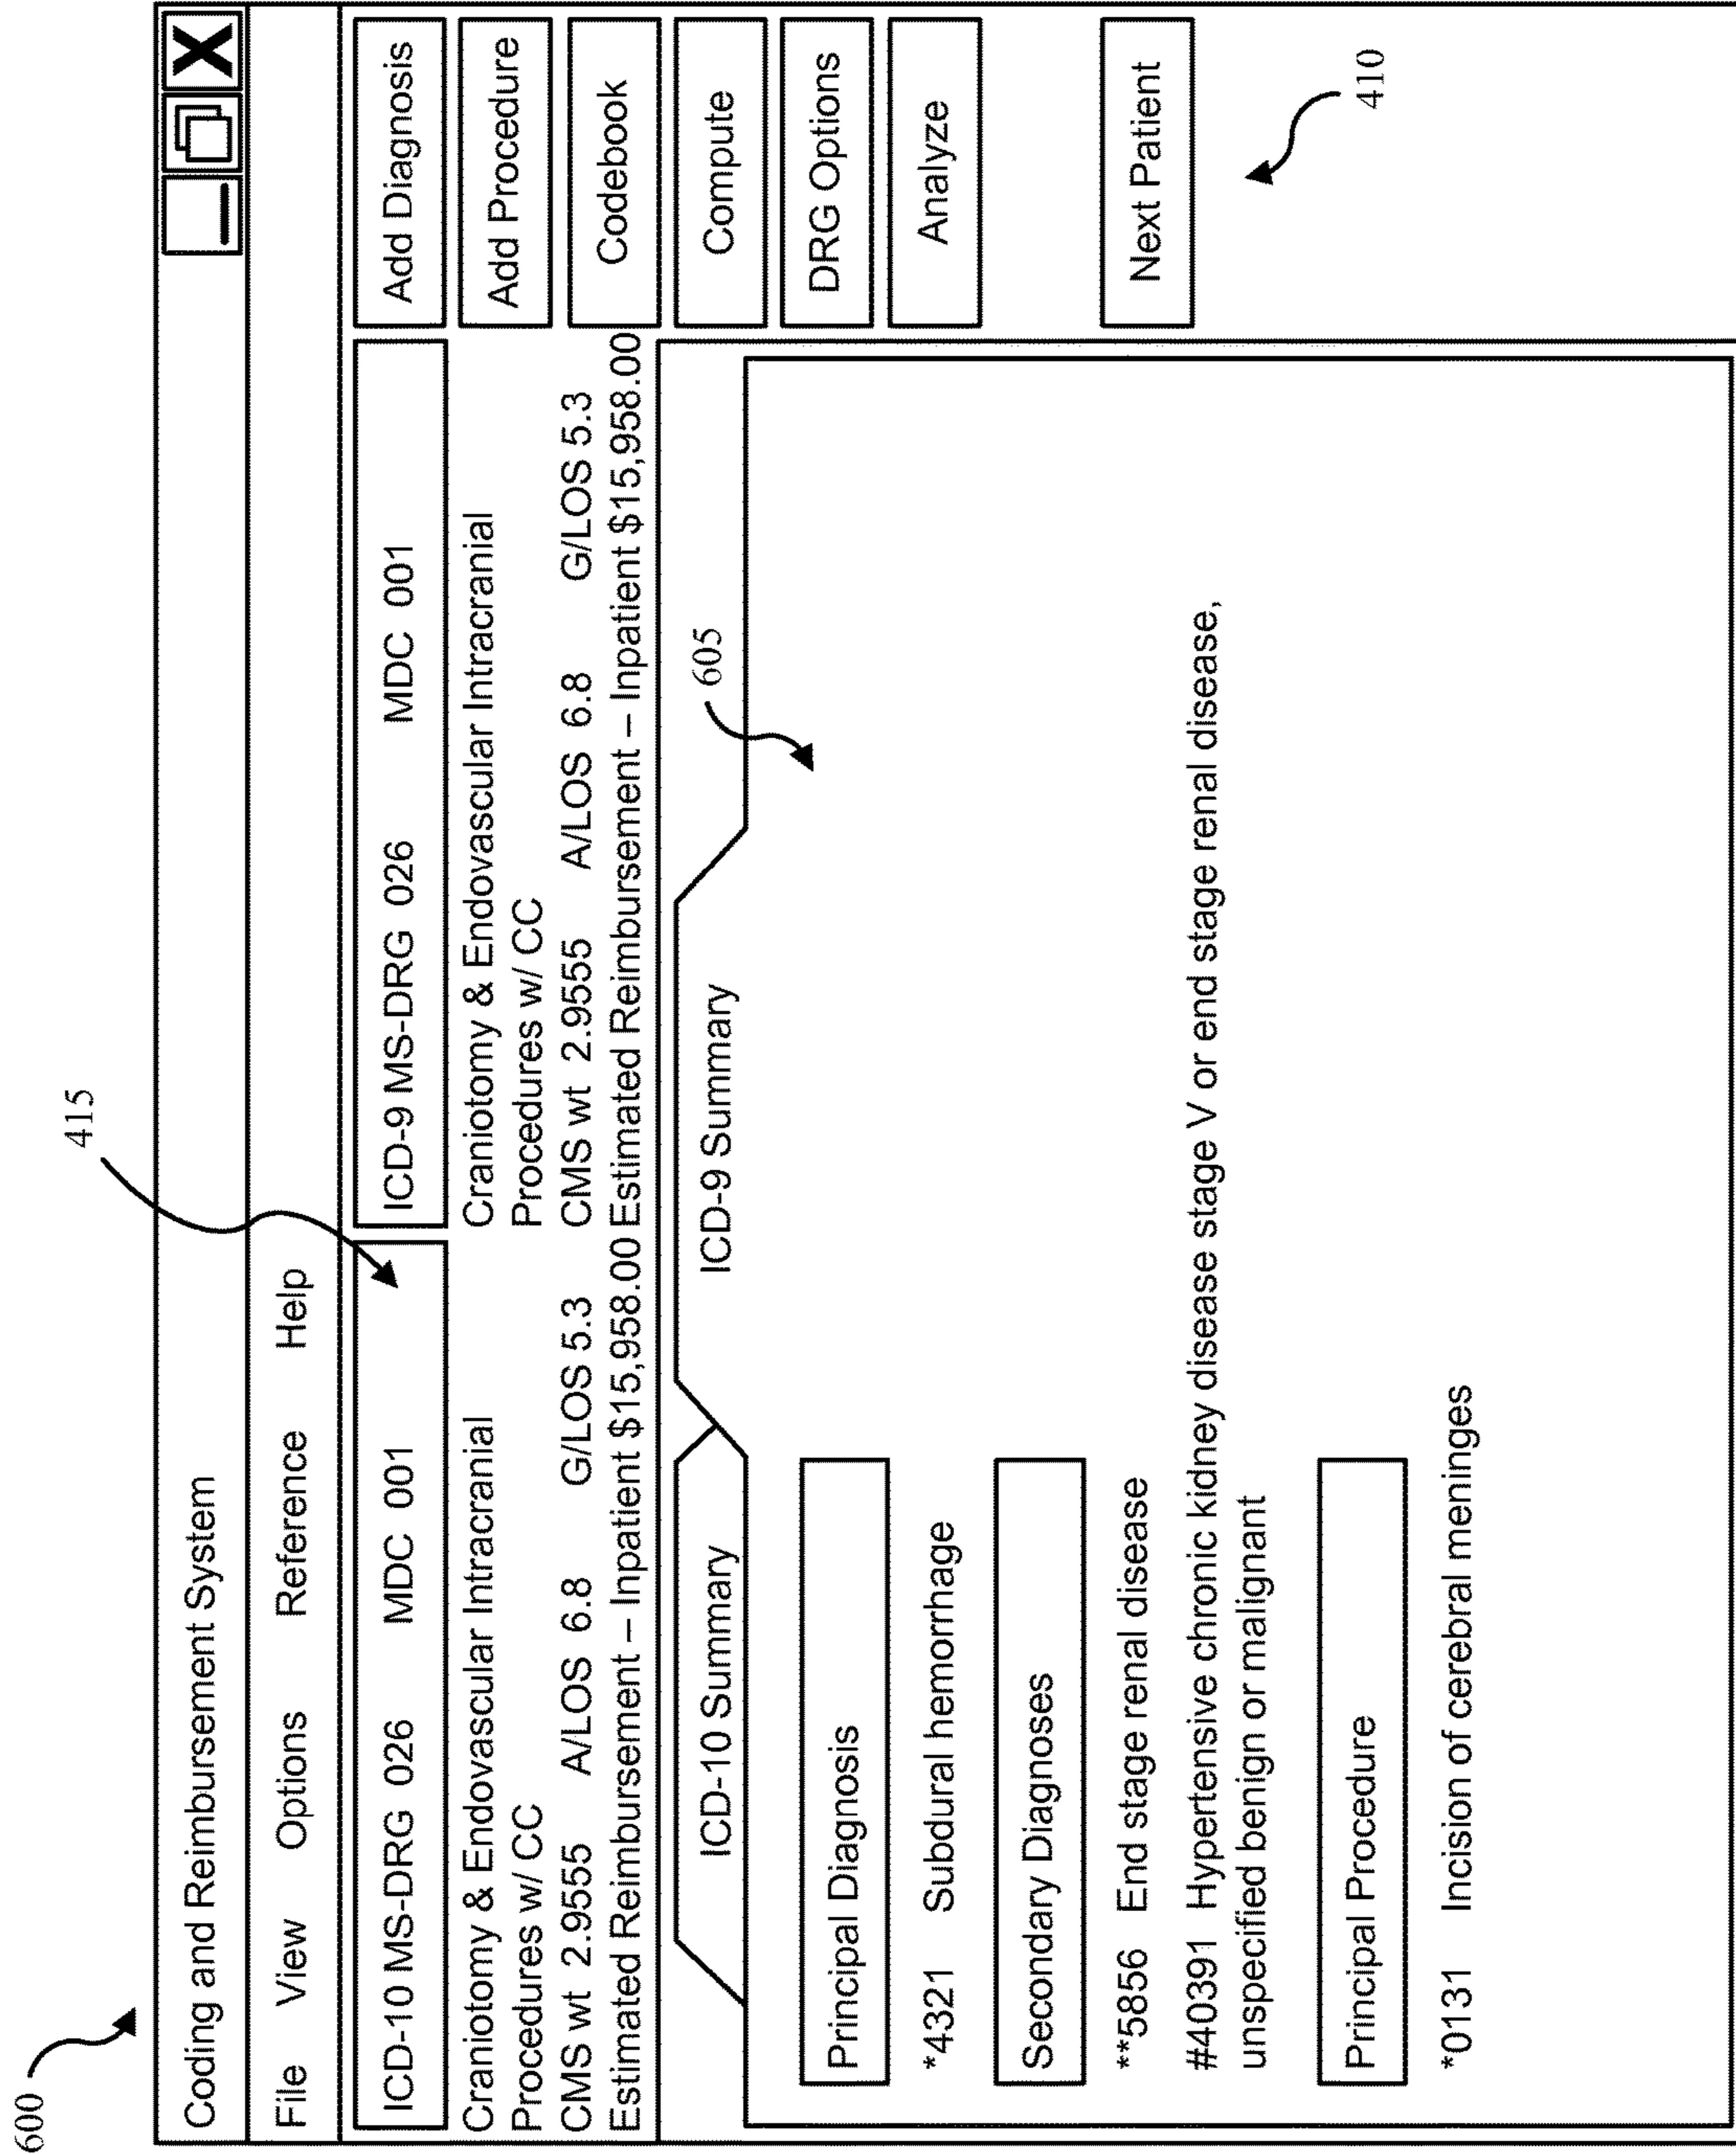 600
415
Coding and Reimbursement System
File View Options Reference Help
ICD-10 MS-DRG 026 MDC 001
ICD-9 MS-DRG 026 MDC 001
Add Diagnosis
Craniotomy & Endovascular Intracranial
Procedures w/ CC
CMS wt 2.9555 A/LOS 6.8 G/LOS 5.3
Estimated Reimbursement – Inpatient $15,958.00
Craniotomy & Endovascular Intracranial
Procedures w/ CC
CMS wt 2.9555 A/LOS 6.8 G/LOS 5.3
Estimated Reimbursement – Inpatient $15,958.00
Add Procedure
Codebook
Compute
DRG Options
Analyze
Next Patient
410
ICD-10 Summary
ICD-9 Summary
605
Principal Diagnosis
*4321 Subdural hemorrhage
Secondary Diagnoses
**5856 End stage renal disease
#40391 Hypertensive chronic kidney disease disease stage V or end stage renal disease,
unspecified benign or malignant
Principal Procedure
*0131 Incision of cerebral meninges